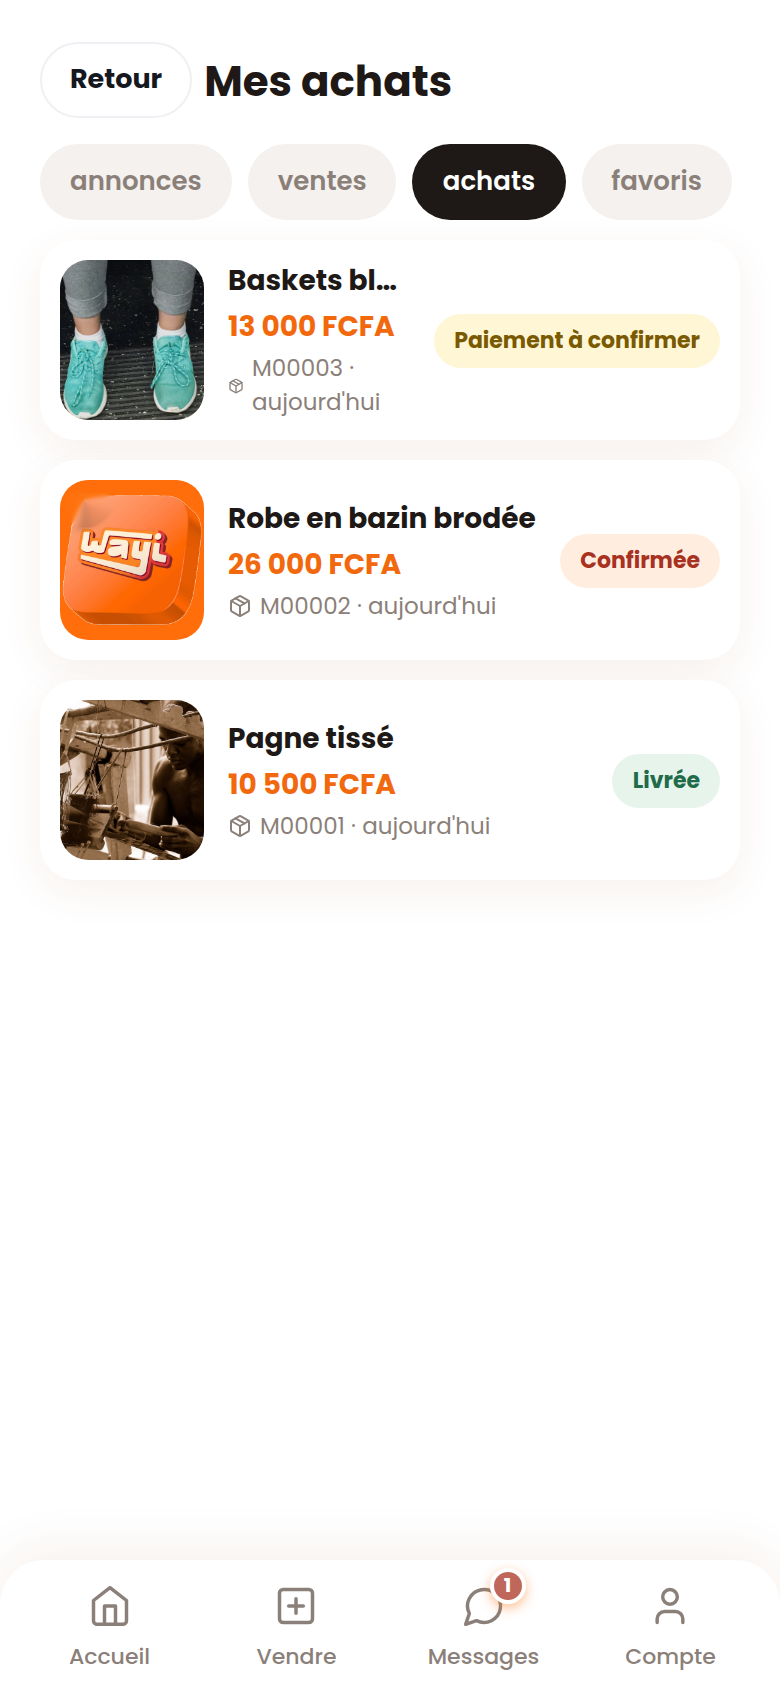 Retour
Mes achats
annonces
ventes
achats
favoris
Baskets bl...
13 000 FCFA
M00003 ·
aujourd'hui
Paiement à confirmer
wayi
Robe en bazin brodée
26 000 FCFA
M00002 · aujourd'hui
Confirmée
Pagne tissé
10 500 FCFA
M00001 · aujourd'hui
Livrée
1
Accueil
Vendre
Messages
Compte